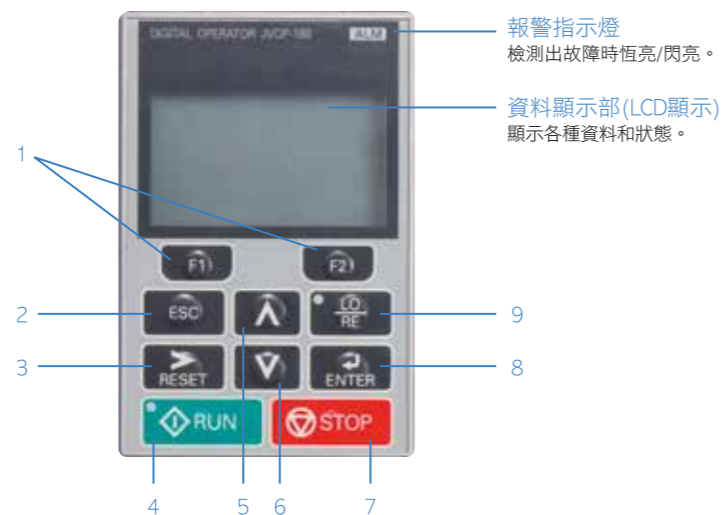 DIGITAL OPERATOR JVOP-180
ALM
報警指示燈
檢測出故障時恆亮/閃亮。
資料顯示部(LCD顯示)
顯示各種資料和狀態。
1
F1
F2
2
ESC
LO
RE
9
3
RESET
ENTER
8
RUN
STOP
4
5
6
7